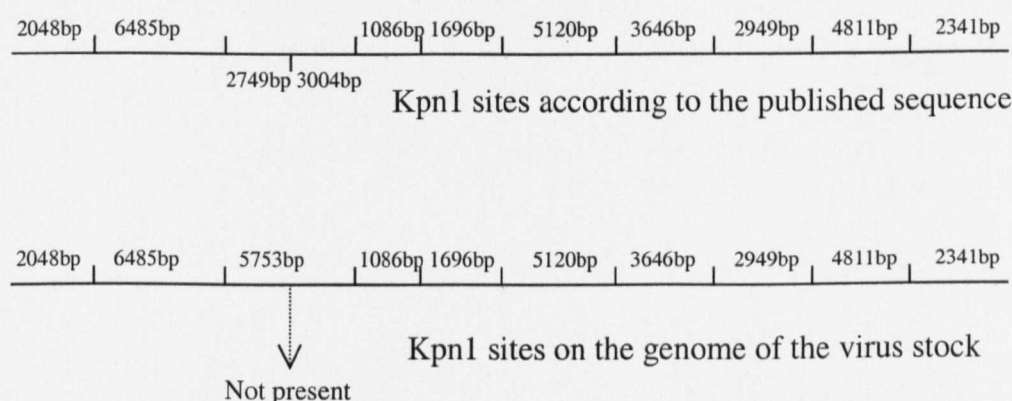 2048bp 6485bp 1086bp 1696bp 5120bp 3646bp 2949bp 4811bp 2341bp
2749bp 3004bp
Kpn1 sites according to the published sequence
2048bp 6485bp 5753bp 1086bp 1696bp 5120bp 3646bp 2949bp 4811bp 2341bp
Kpn1 sites on the genome of the virus stock
Not present